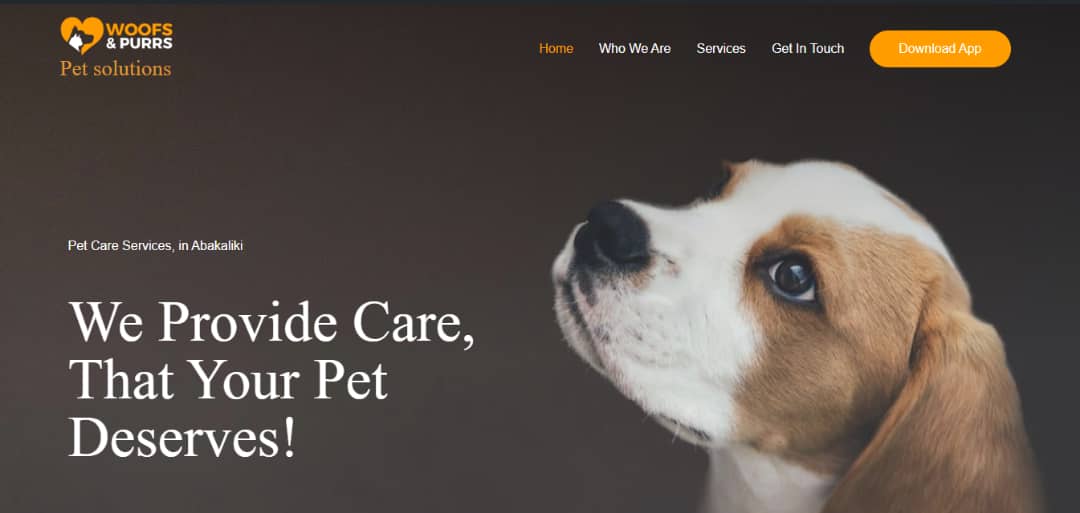 WOOFS
& PURRS
Pet solutions
Home Who We Are Services Get In Touch Download App
Pet Care Services, in Abakaliki
We Provide Care,
That Your Pet
Deserves!